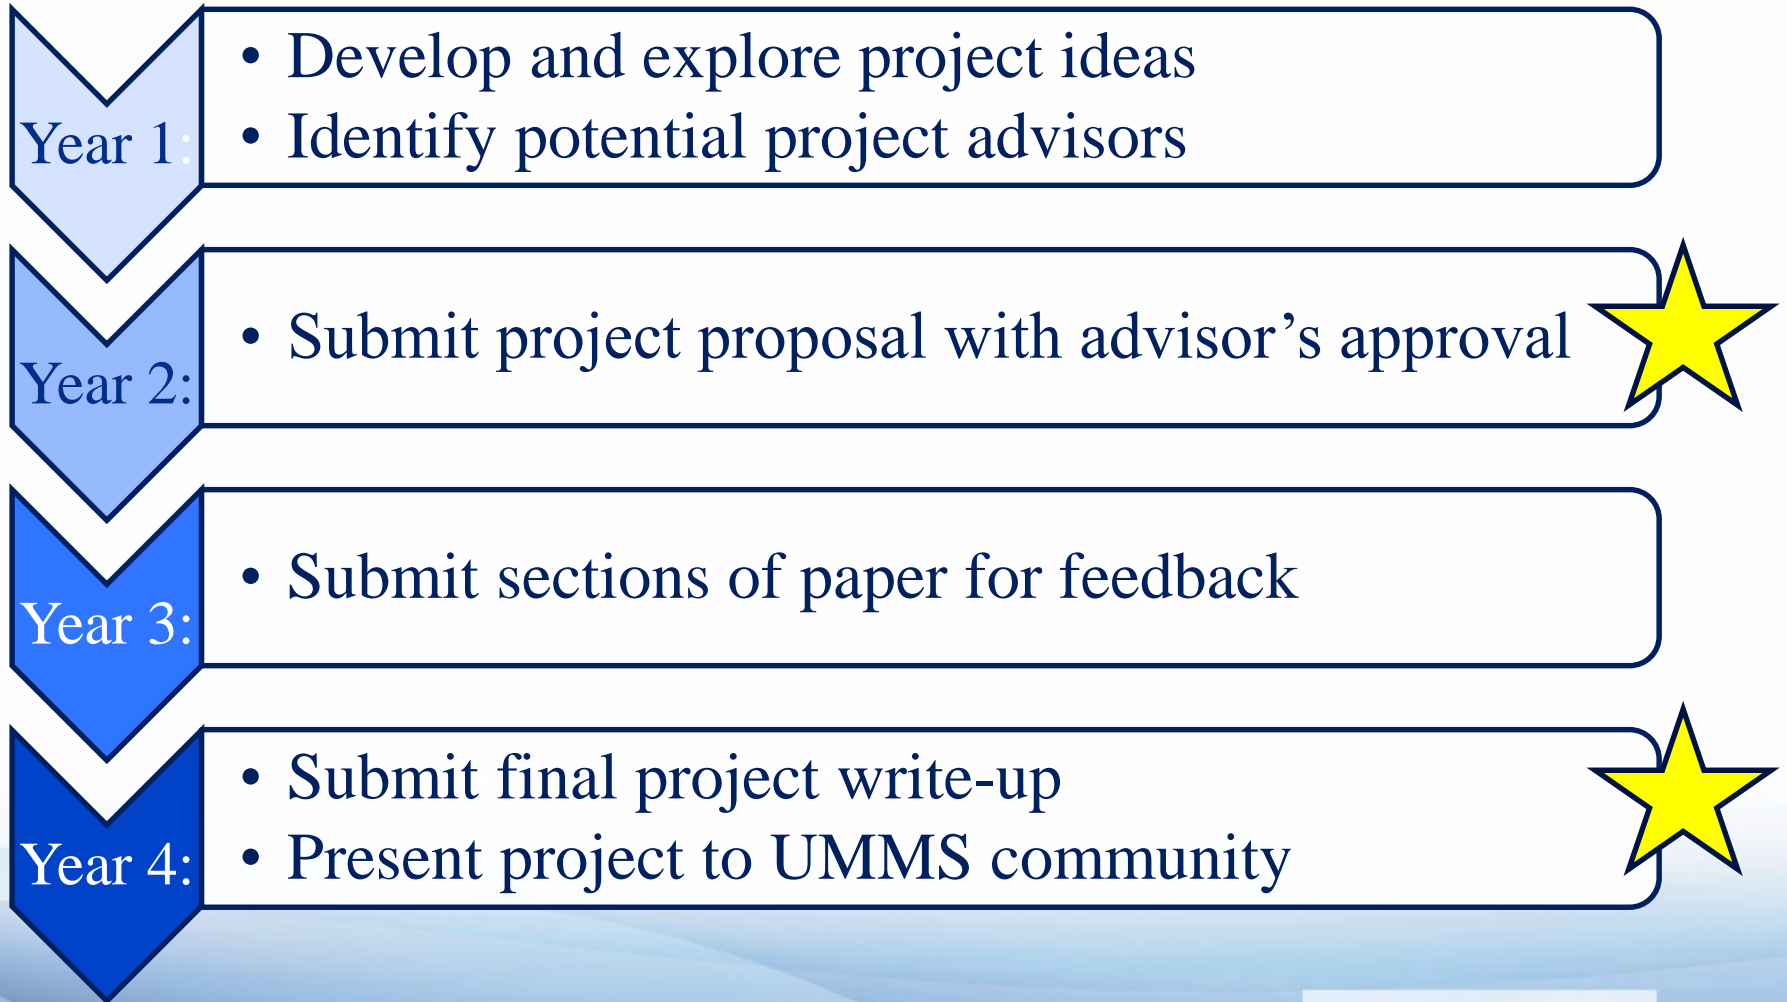 Year 1:
• Develop and explore project ideas
• Identify potential project advisors
Year 2:
• Submit project proposal with advisor’s approval
Year 3:
• Submit sections of paper for feedback
Year 4:
• Submit final project write-up
• Present project to UMMS community